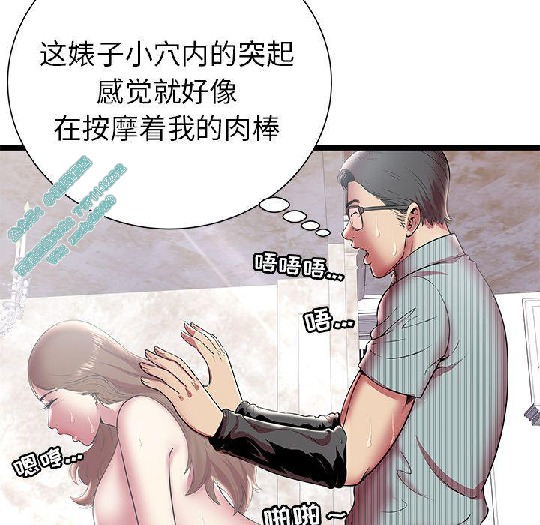 这婊子小穴内的突起
感觉就好像
在按摩着我的肉棒
唔唔唔…
唔…
嗯哼…
啪啪~